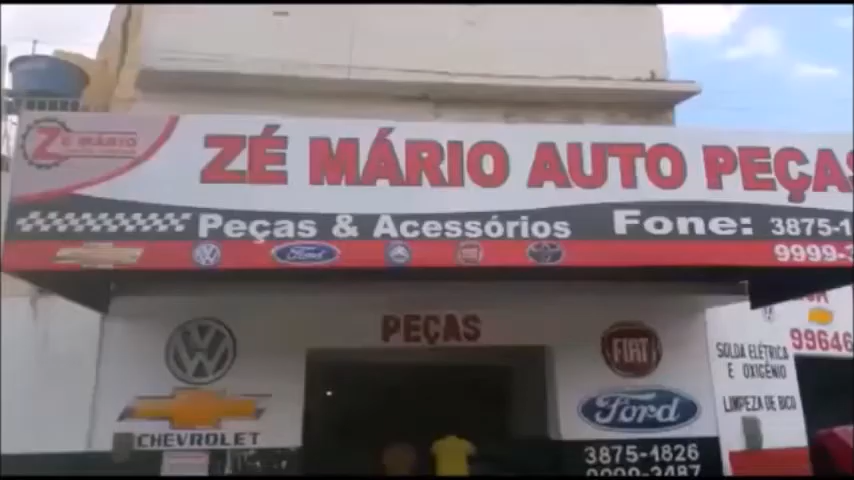 ZÉ MÁRIO
ZÉ MÁRIO AUTO PEÇAS
Peças & Acessórios
Fone: 3875-1
9999-3
Ford
PEÇAS
VW
CHEVROLET
FIAT
Ford
3875-1826
9999-3487
SOLDA ELÉTRICA
E OXIGÊNIO
LIMPEZA DE BICO
99646